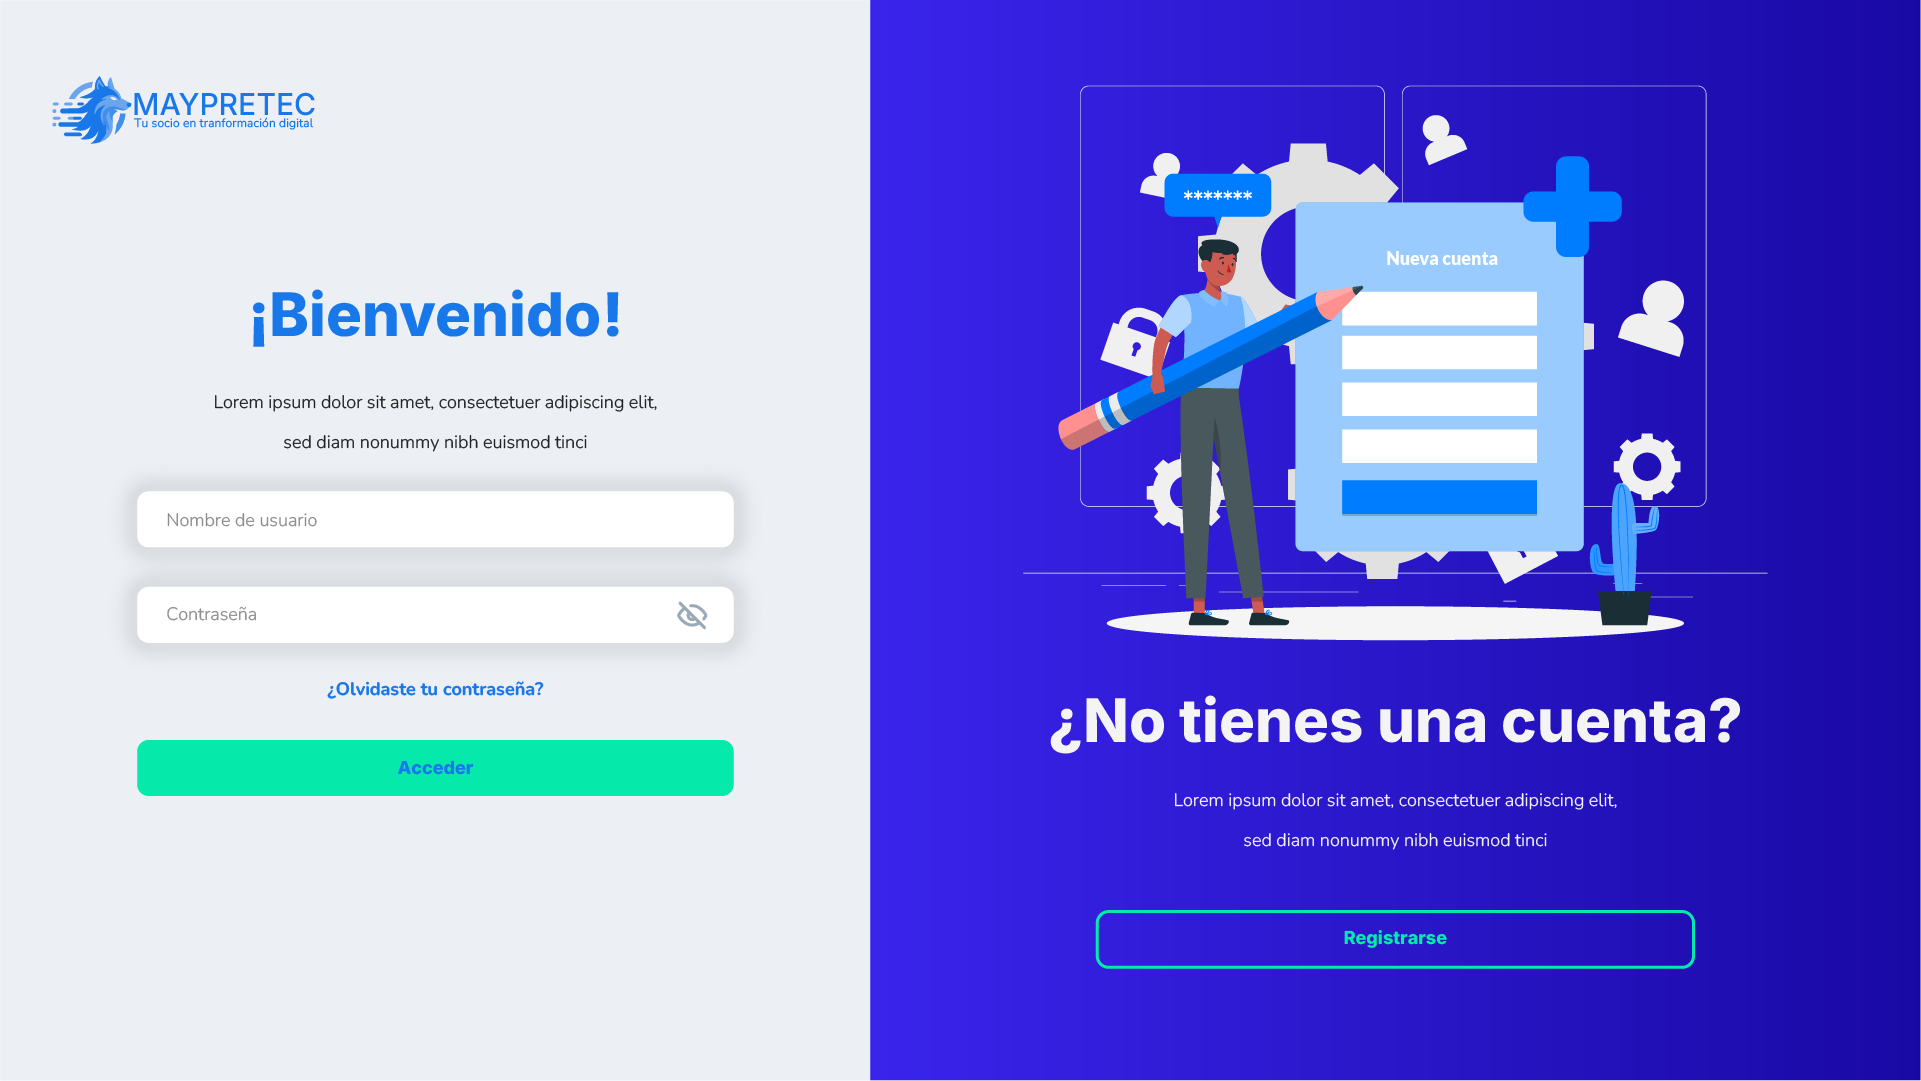 MAYPRETEC
Tu socio en tranformación digital
¡Bienvenido!
Lorem ipsum dolor sit amet, consectetuer adipiscing elit,
sed diam nonummy nibh euismod tinci
Nombre de usuario
Contraseña
¿Olvidaste tu contraseña?
Acceder
*******
Nueva cuenta
¿No tienes una cuenta?
Lorem ipsum dolor sit amet, consectetuer adipiscing elit,
sed diam nonummy nibh euismod tinci
Registrarse